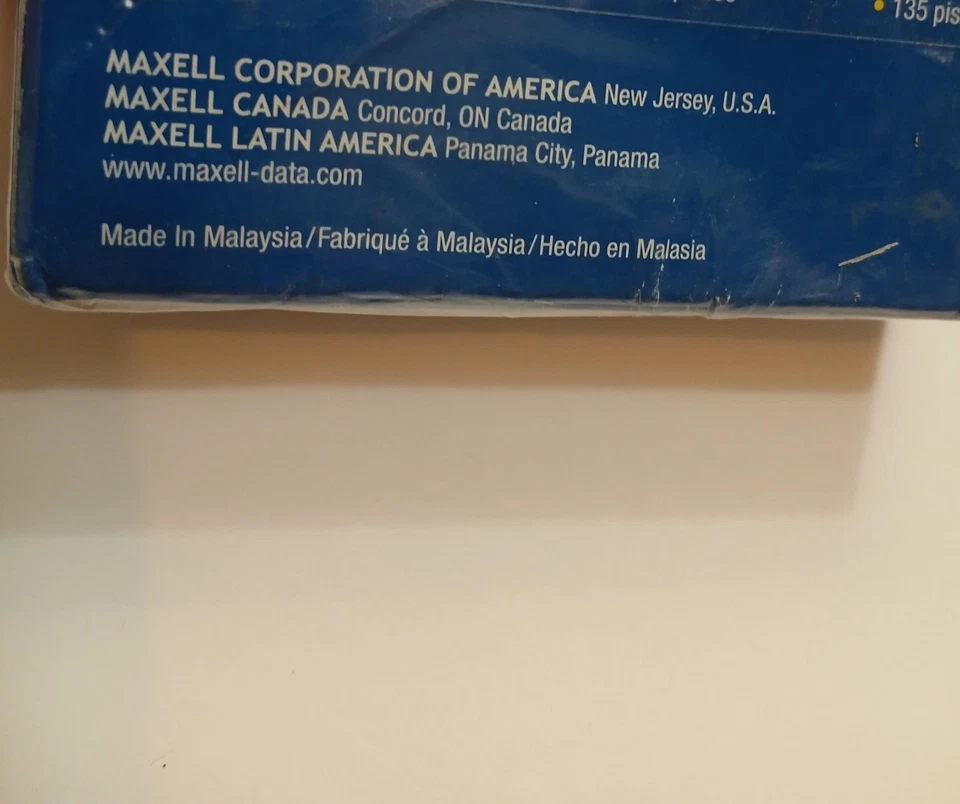 • 135 pis
MAXELL CORPORATION OF AMERICA New Jersey, U.S.A.
MAXELL CANADA Concord, ON Canada
MAXELL LATIN AMERICA Panama City, Panama
www.maxell-data.com
Made In Malaysia/Fabriqué à Malaysia/Hecho en Malasia